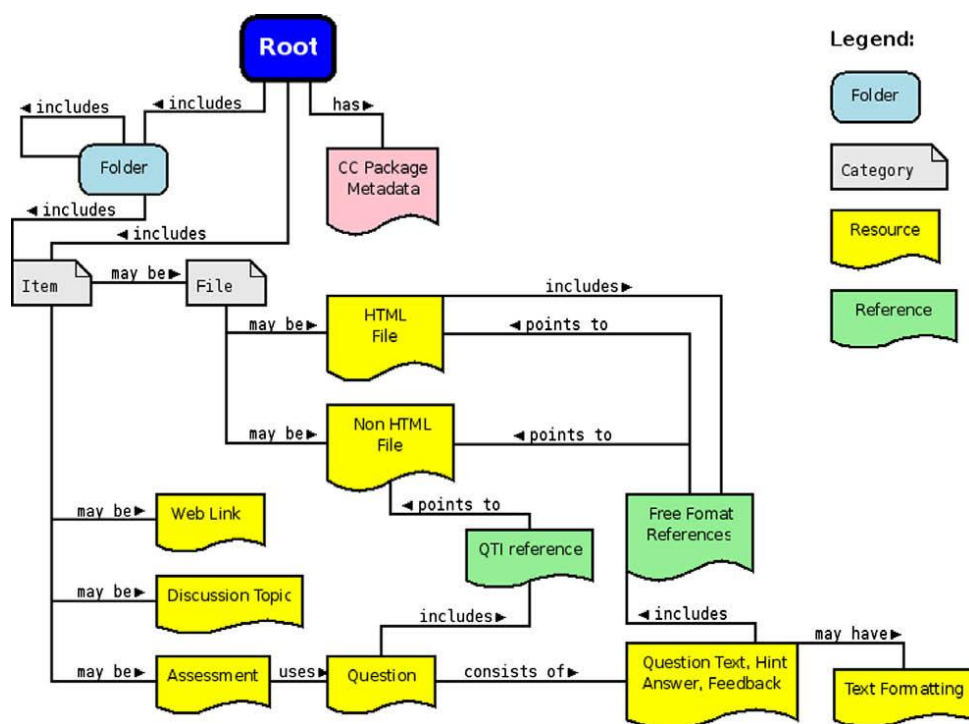 Root
Legend:
◄ includes
◄ includes
has►
Folder
Folder
CC Package
Metadata
Category
◄ includes
◄ includes
Resource
Item
may be►
File
includes►
Reference
may be►
HTML
File
◄ points to
may be►
Non HTML
File
◄ points to
may be►
Web Link
◄ points to
Free Fomat
References
QTI reference
may be►
Discussion Topic
includes►
◄ includes
may have►
may be►
Assessment
uses►
Question
consists of►
Question Text, Hint
Answer, Feedback
Text Formatting